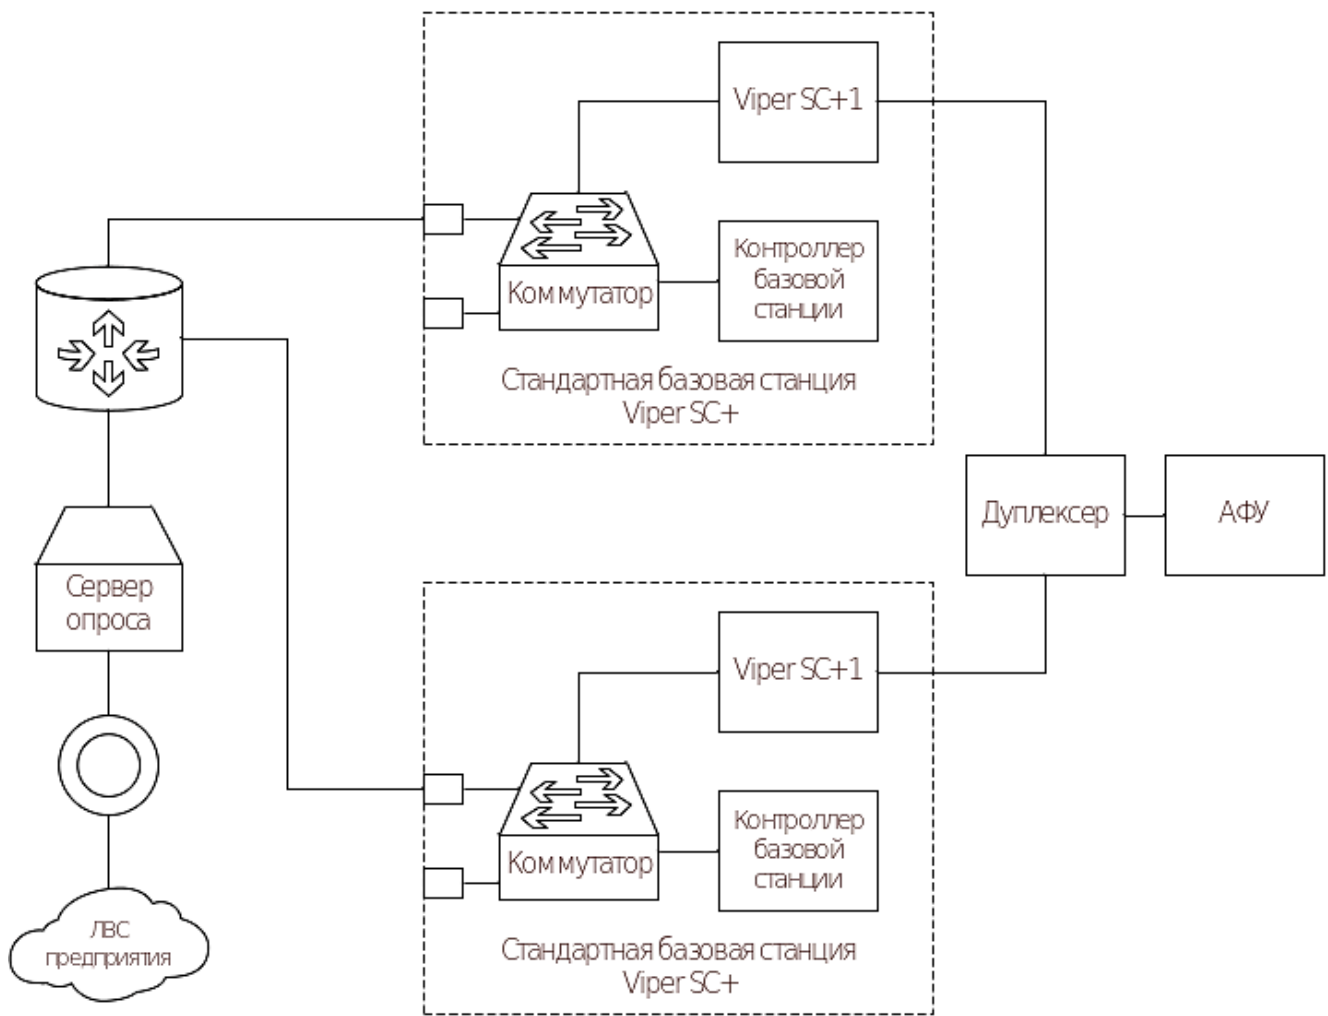 Viper SC+1
Контроллер
базовой
станции
Коммутатор
Стандартная базовая станция
Viper SC+
Дуплексер
АФУ
Сервер
опроса
Viper SC+1
Контроллер
базовой
станции
Коммутатор
ЛВС
предприятия
Стандартная базовая станция
Viper SC+